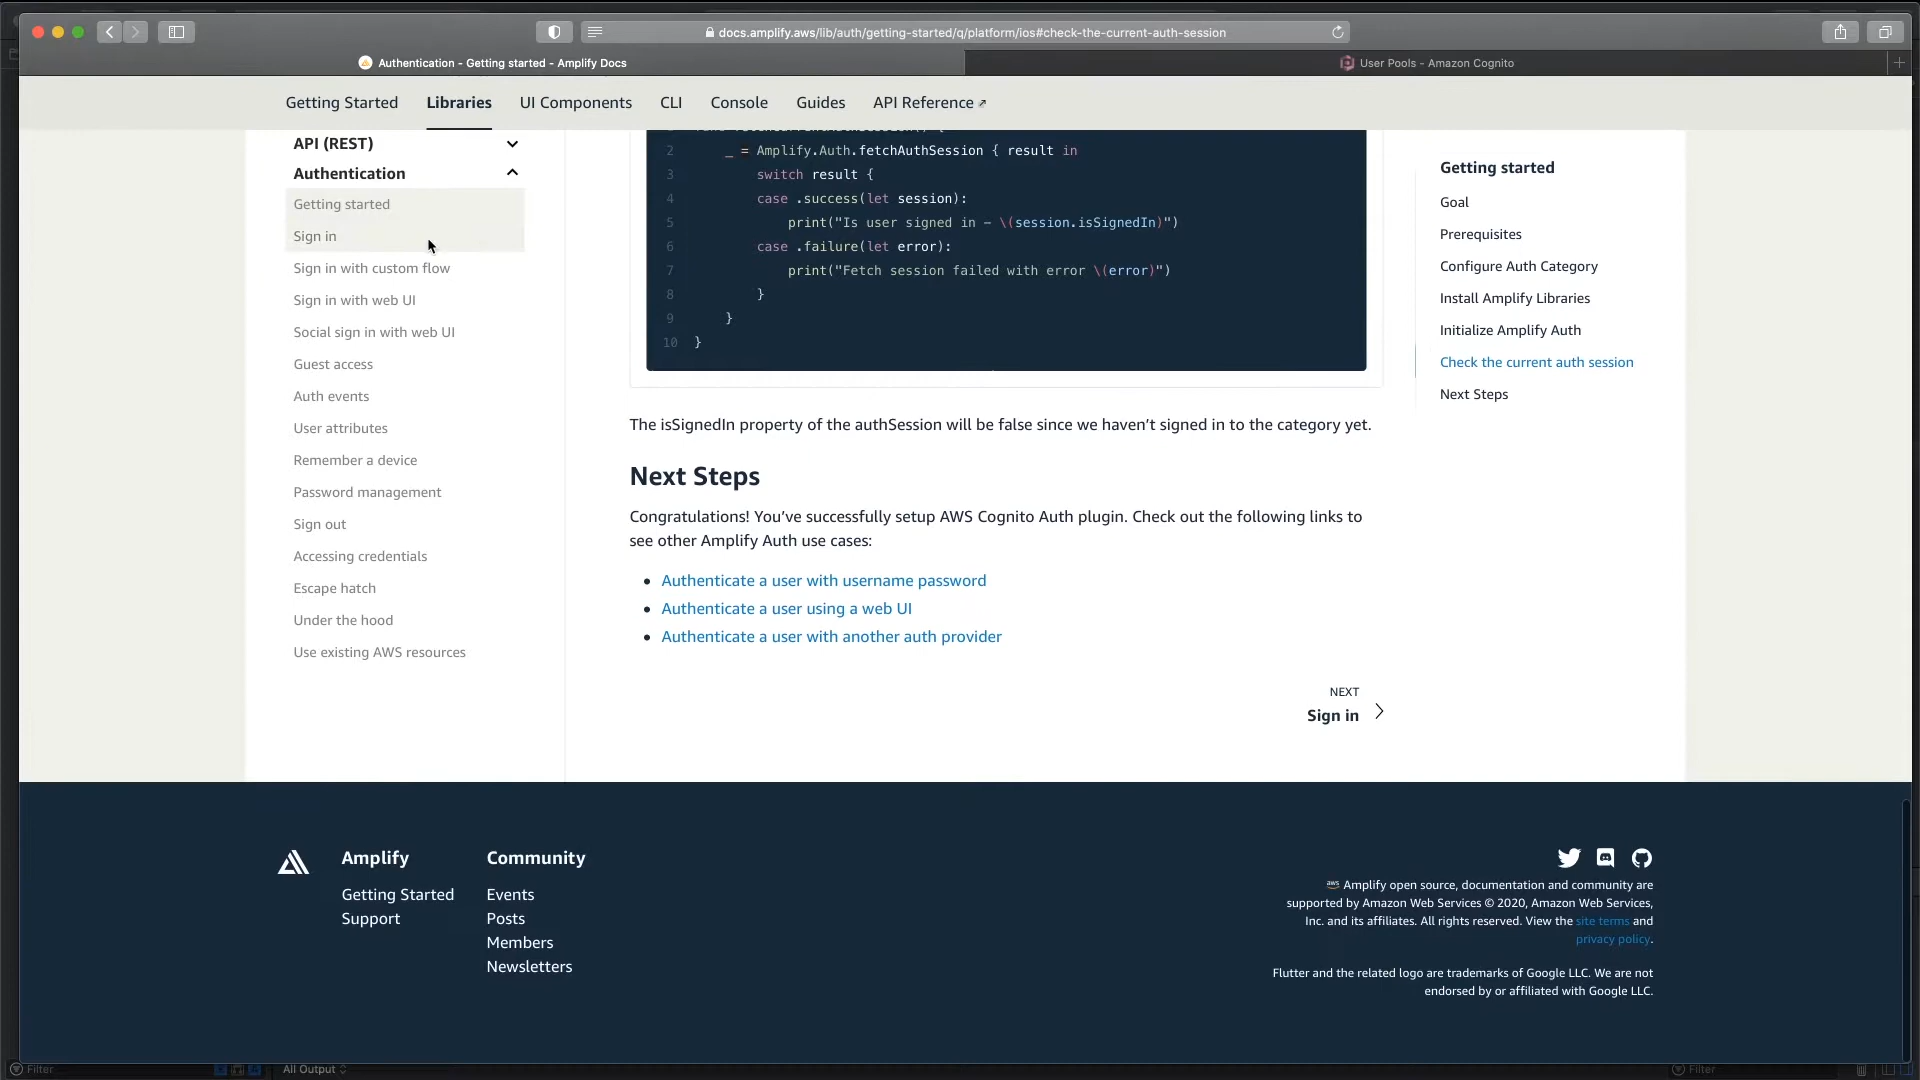 docs.amplify.aws/lib/auth/getting-started/q/platform/ios#check-the-current-auth-session
Authentication - Getting started - Amplify Docs
User Pools - Amazon Cognito
Getting Started
Libraries
UI Components
CLI
Console
Guides
API Reference
API (REST)
Authentication
Getting started
Sign in
Sign in with custom flow
Sign in with web UI
Social sign in with web UI
Guest access
Auth events
User attributes
Remember a device
Password management
Sign out
Accessing credentials
Escape hatch
Under the hood
Use existing AWS resources
2 _ = Amplify.Auth.fetchAuthSession { result in
3 switch result {
4 case .success(let session):
5 print("Is user signed in - \(session.isSignedIn)")
6 case .failure(let error):
7 print("Fetch session failed with error \(error)")
8 }
9 }
10 }
The isSignedIn property of the authSession will be false since we haven’t signed in to the category yet.
Next Steps
Congratulations! You’ve successfully setup AWS Cognito Auth plugin. Check out the following links to
see other Amplify Auth use cases:
• Authenticate a user with username password
• Authenticate a user using a web UI
• Authenticate a user with another auth provider
NEXT
Sign in
Getting started
Goal
Prerequisites
Configure Auth Category
Install Amplify Libraries
Initialize Amplify Auth
Check the current auth session
Next Steps
Amplify
Getting Started
Support
Community
Events
Posts
Members
Newsletters
aws Amplify open source, documentation and community are
supported by Amazon Web Services © 2020, Amazon Web Services,
Inc. and its affiliates. All rights reserved. View the site terms and
privacy policy.
Flutter and the related logo are trademarks of Google LLC. We are not
endorsed by or affiliated with Google LLC.
Filter
All Output
Filter